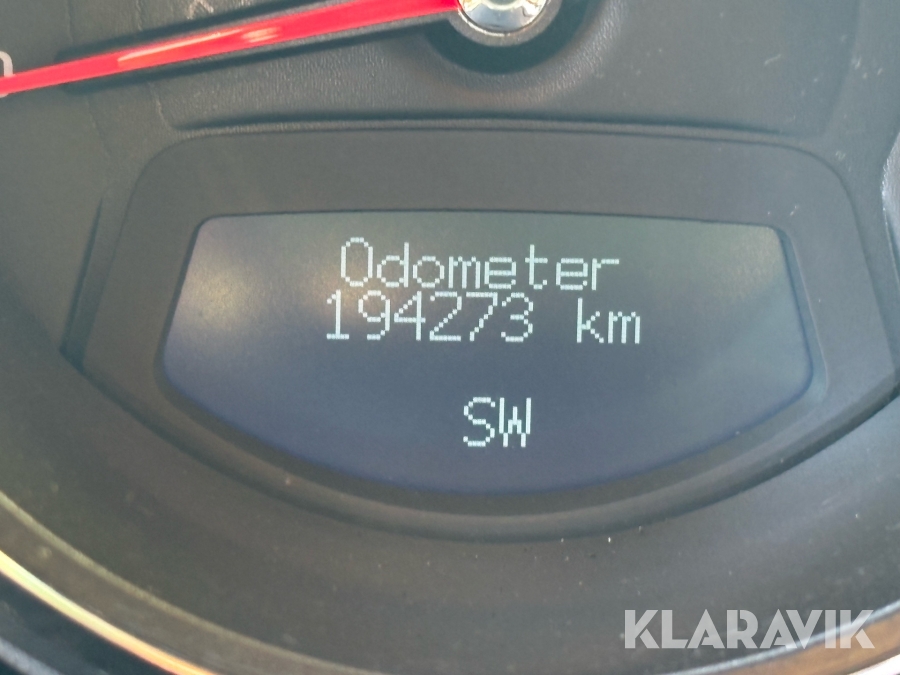 Odometer
194273 km
SW
KLARAVIK